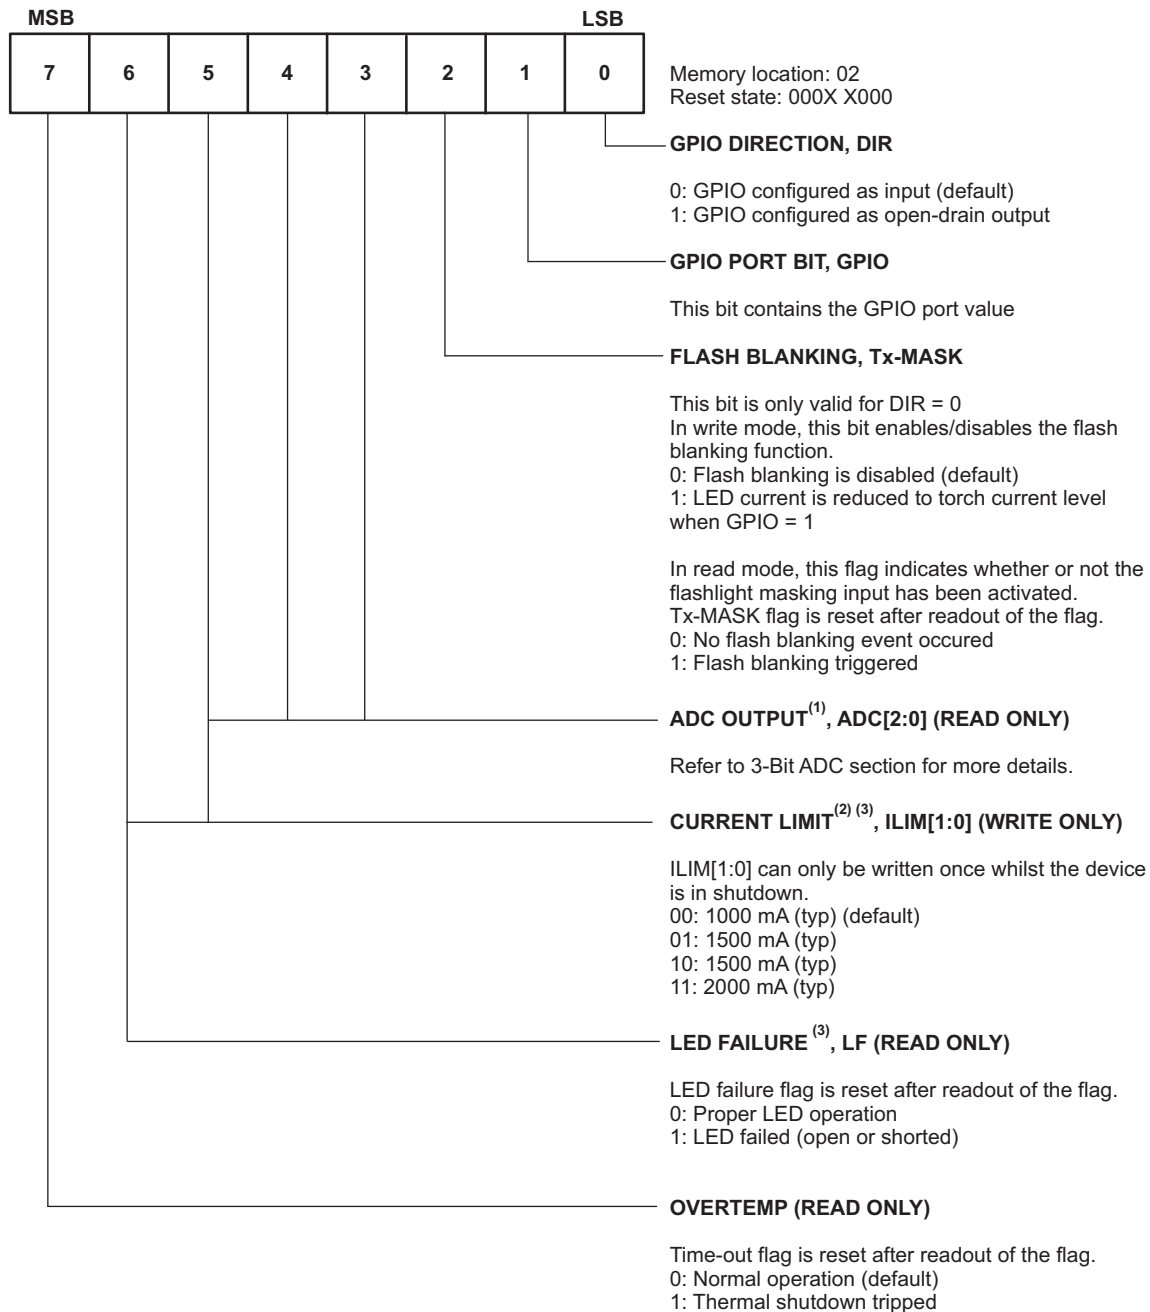 MSB LSB
7 6 5 4 3 2 1 0
Memory location: 02
Reset state: 000X X000
GPIO DIRECTION, DIR
0: GPIO configured as input (default)
1: GPIO configured as open-drain output
GPIO PORT BIT, GPIO
This bit contains the GPIO port value
FLASH BLANKING, Tx-MASK
This bit is only valid for DIR = 0
In write mode, this bit enables/disables the flash
blanking function.
0: Flash blanking is disabled (default)
1: LED current is reduced to torch current level
when GPIO = 1
In read mode, this flag indicates whether or not the
flashlight masking input has been activated.
Tx-MASK flag is reset after readout of the flag.
0: No flash blanking event occured
1: Flash blanking triggered
ADC OUTPUT(1), ADC[2:0] (READ ONLY)
Refer to 3-Bit ADC section for more details.
CURRENT LIMIT(2) (3), ILIM[1:0] (WRITE ONLY)
ILIM[1:0] can only be written once whilst the device
is in shutdown.
00: 1000 mA (typ) (default)
01: 1500 mA (typ)
10: 1500 mA (typ)
11: 2000 mA (typ)
LED FAILURE (3), LF (READ ONLY)
LED failure flag is reset after readout of the flag.
0: Proper LED operation
1: LED failed (open or shorted)
OVERTEMP (READ ONLY)
Time-out flag is reset after readout of the flag.
0: Normal operation (default)
1: Thermal shutdown tripped